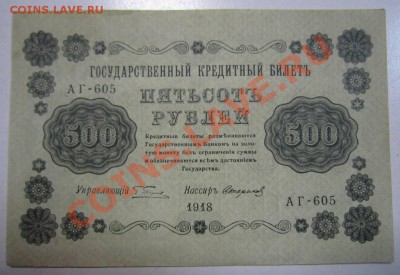 COINS.LAVE.RU
ГОСУДАРСТВЕННЫЙ КРЕДИТНЫЙ БИЛЕТЪ
АГ-605
ПЯТЬСОТЪ
РУБЛЕЙ
500 500
Кредитные билеты размѣниваются
Государственнымъ Банкомъ на золо-
тую монету безъ ограниченія суммы
и обезпечиваются всѣмъ достояніемъ
Государства.
Управляющій Кассиръ
1918
АГ-605
COINS.LAVE.RU